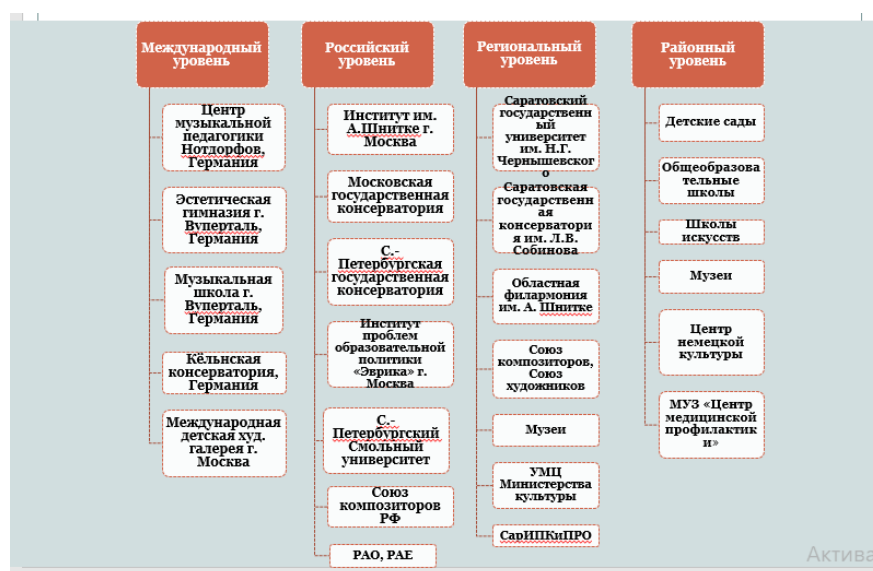 Международный
уровень
Центр
музыкальной
педагогики
Нотдорфов,
Германия
Эстетическая
гимназия г.
Вуперталь,
Германия
Музыкальная
школа г.
Вуперталь,
Германия
Кёльнская
консерватория,
Германия
Международная
детская худ.
галерея г.
Москва
Российский
уровень
Институт им.
А.Шнитке г.
Москва
Московская
государственная
консерватория
С.-
Петербургская
государственная
консерватория
Институт
проблем
образовательной
политики
«Эврика» г.
Москва
С.-
Петербургский
Смольный
университет
Союз
композиторов
РФ
РАО, РАЕ
Региональный
уровень
Саратовский
государственн
ый
университет
им. Н.Г.
Чернышевског
о
Саратовская
государственн
ая
консерватори
я им. Л.В.
Собинова
Областная
филармония
им. А. Шнитке
Союз
композиторов,
Союз
художников
Музеи
УМЦ
Министерства
культуры
СарИПКиПРО
Районный
уровень
Детские сады
Общеобразова
тельные
школы
Школы
искусств
Музеи
Центр
немецкой
культуры
МУЗ «Центр
медицинской
профилактик
и»
Актива